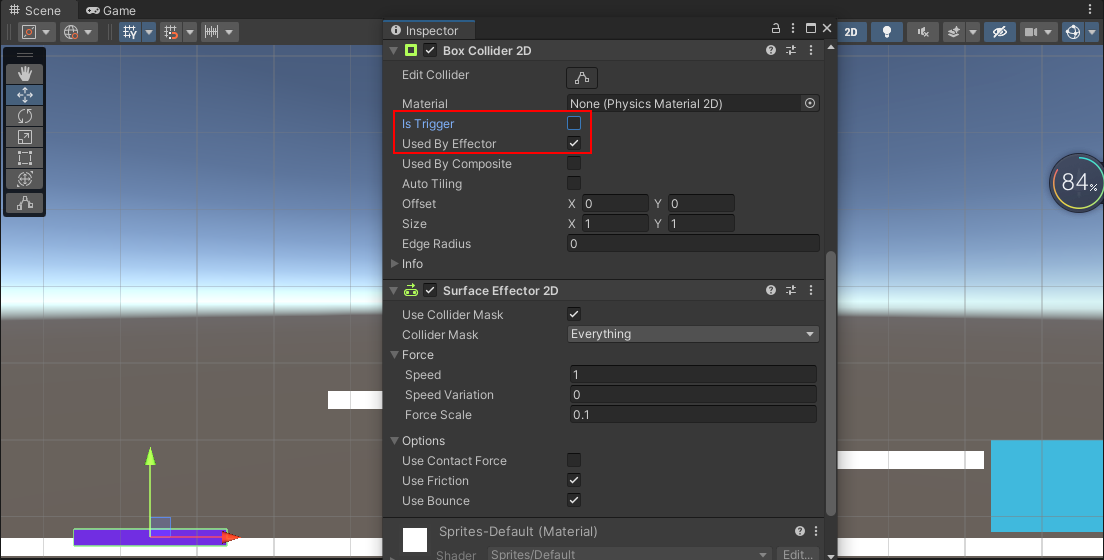 Scene Game
Inspector
2D
Box Collider 2D
Edit Collider
Material None (Physics Material 2D)
Is Trigger
Used By Effector
Used By Composite
Auto Tiling
Offset X 0 Y 0
Size X 1 Y 1
Edge Radius 0
Info
84%
Surface Effector 2D
Use Collider Mask
Collider Mask Everything
Force
Speed 1
Speed Variation 0
Force Scale 0.1
Options
Use Contact Force
Use Friction
Use Bounce
Sprites-Default (Material)
Shader Sprites/Default Edit...